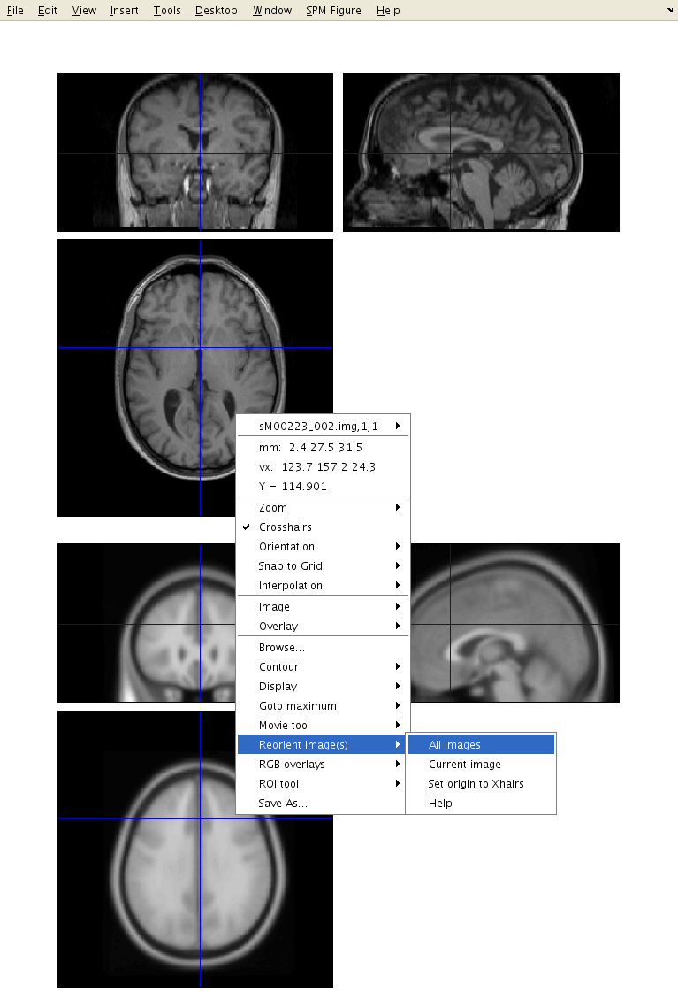 File Edit View Insert Tools Desktop Window SPM Figure Help
sM00223_002.img,1,1
mm: 2.4 27.5 31.5
vx: 123.7 157.2 24.3
Y = 114.901
Zoom
Crosshairs
Orientation
Snap to Grid
Interpolation
Image
Overlay
Browse...
Contour
Display
Goto maximum
Movie tool
Reorient image(s)
RGB overlays
ROI tool
Save As...
All images
Current image
Set origin to Xhairs
Help